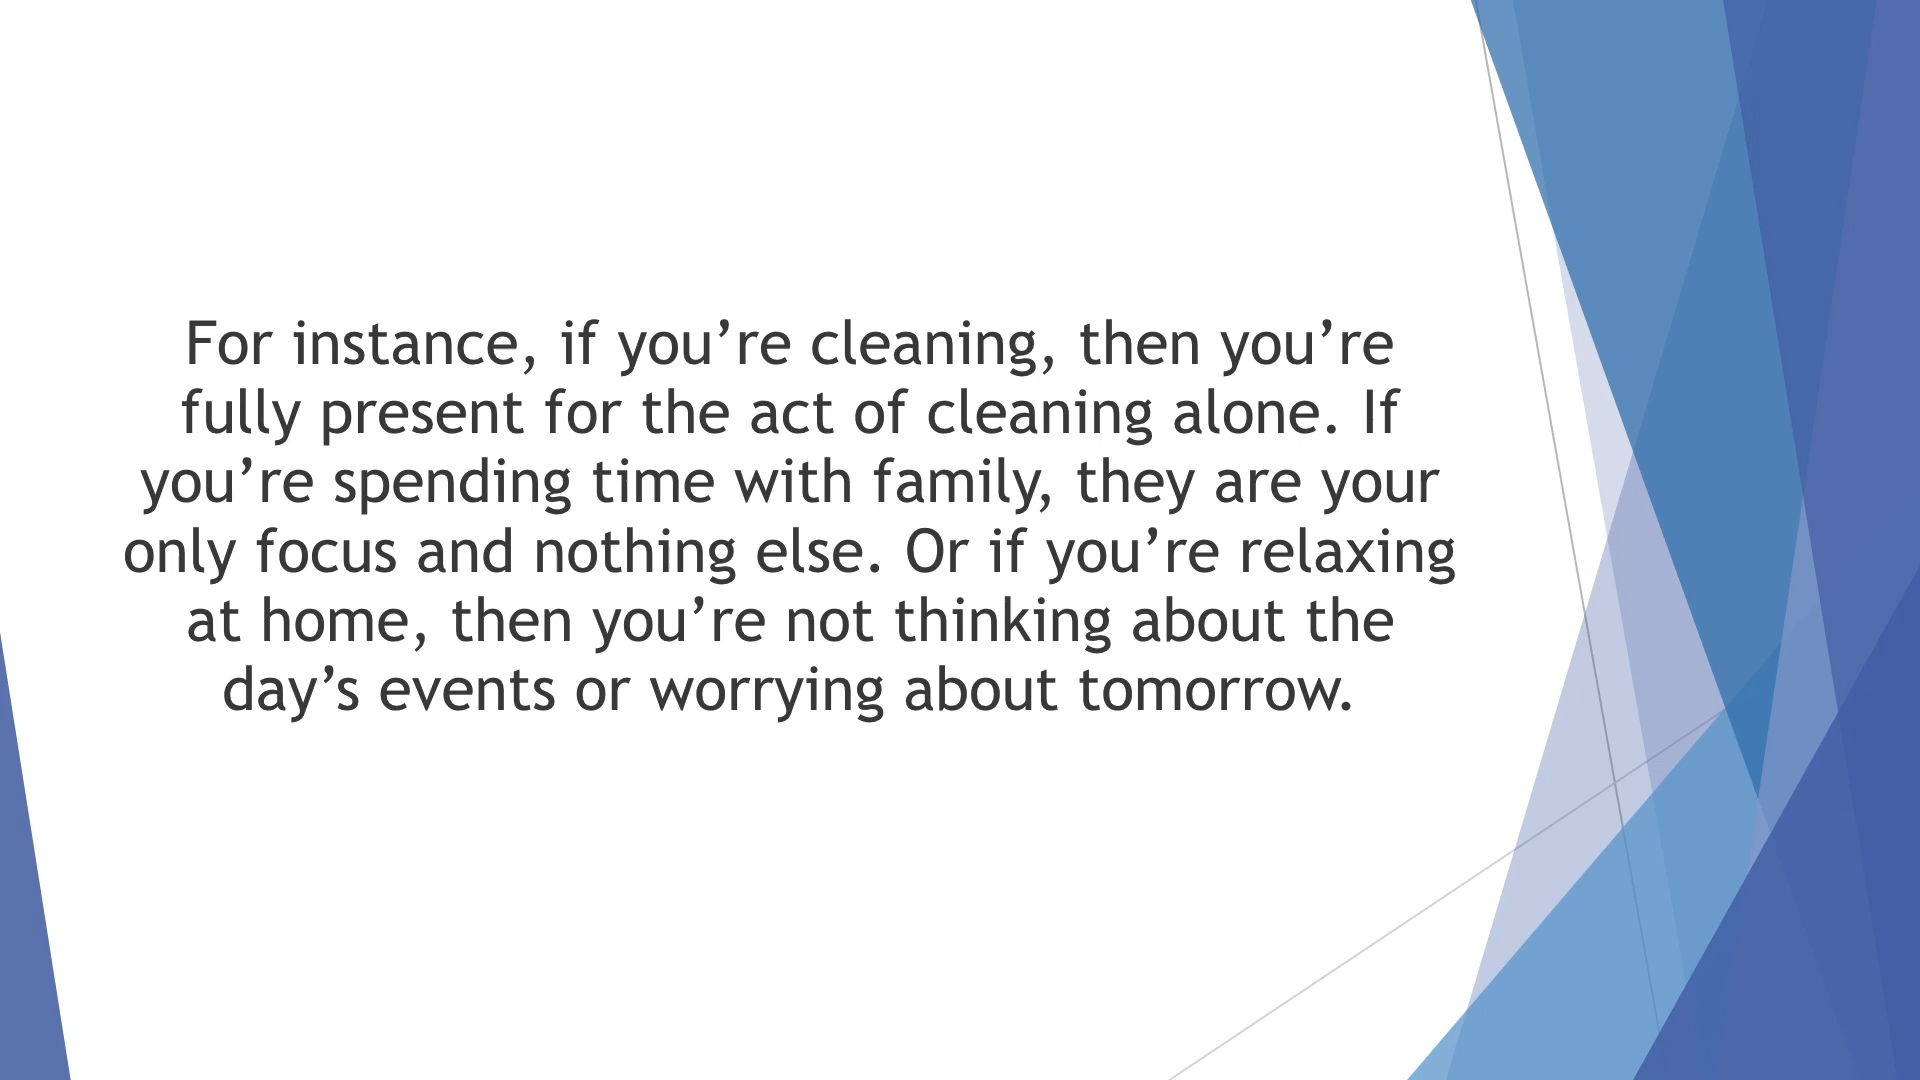 For instance, if you’re cleaning, then you’re
fully present for the act of cleaning alone. If
you’re spending time with family, they are your
only focus and nothing else. Or if you’re relaxing
at home, then you’re not thinking about the
day’s events or worrying about tomorrow.